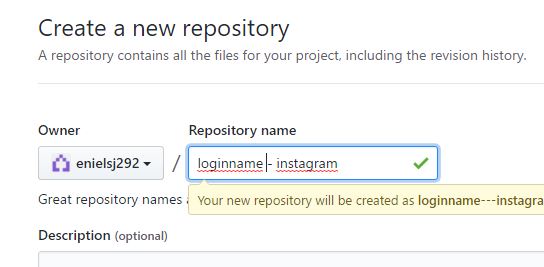 Create a new repository
A repository contains all the files for your project, including the revision history.
Owner
Repository name
enielsj292 / loginname - instagram
Great repository names
Your new repository will be created as loginname---instagra
Description (optional)